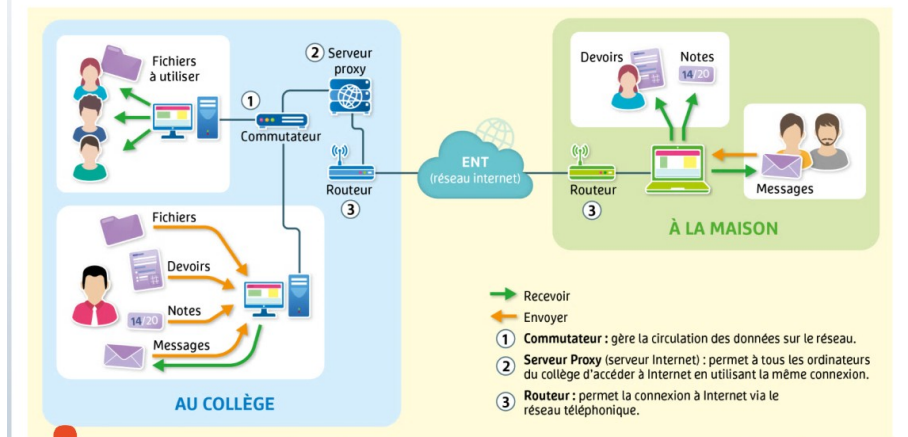 Fichiers
à utiliser
1
Commutateur
2 Serveur
proxy
Routeur
3
ENT
(réseau internet)
Fichiers
Devoirs
Notes
14/20
Messages
AU COLLÈGE
Devoirs
Notes
14/20
Routeur
3
Messages
À LA MAISON
Recevoir
Envoyer
1 Commutateur : gère la circulation des données sur le réseau.
2 Serveur Proxy (serveur Internet) : permet à tous les ordinateurs
du collège d'accéder à Internet en utilisant la même connexion.
3 Routeur : permet la connexion à Internet via le
réseau téléphonique.